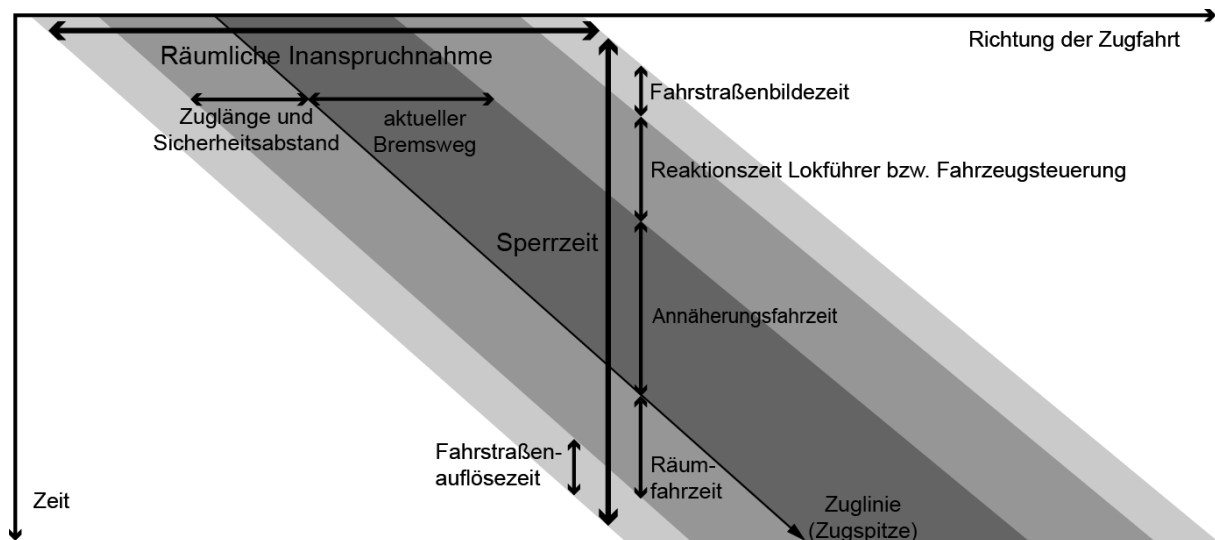 Richtung der Zugfahrt
Räumliche Inanspruchnahme
Fahrstraßenbildezeit
Zuglänge und
Sicherheitsabstand
aktueller
Bremsweg
Reaktionszeit Lokführer bzw. Fahrzeugsteuerung
Sperrzeit
Annäherungsfahrzeit
Fahrstraßen-
auflösezeit
Räum-
fahrzeit
Zeit
Zuglinie
(Zugspitze)